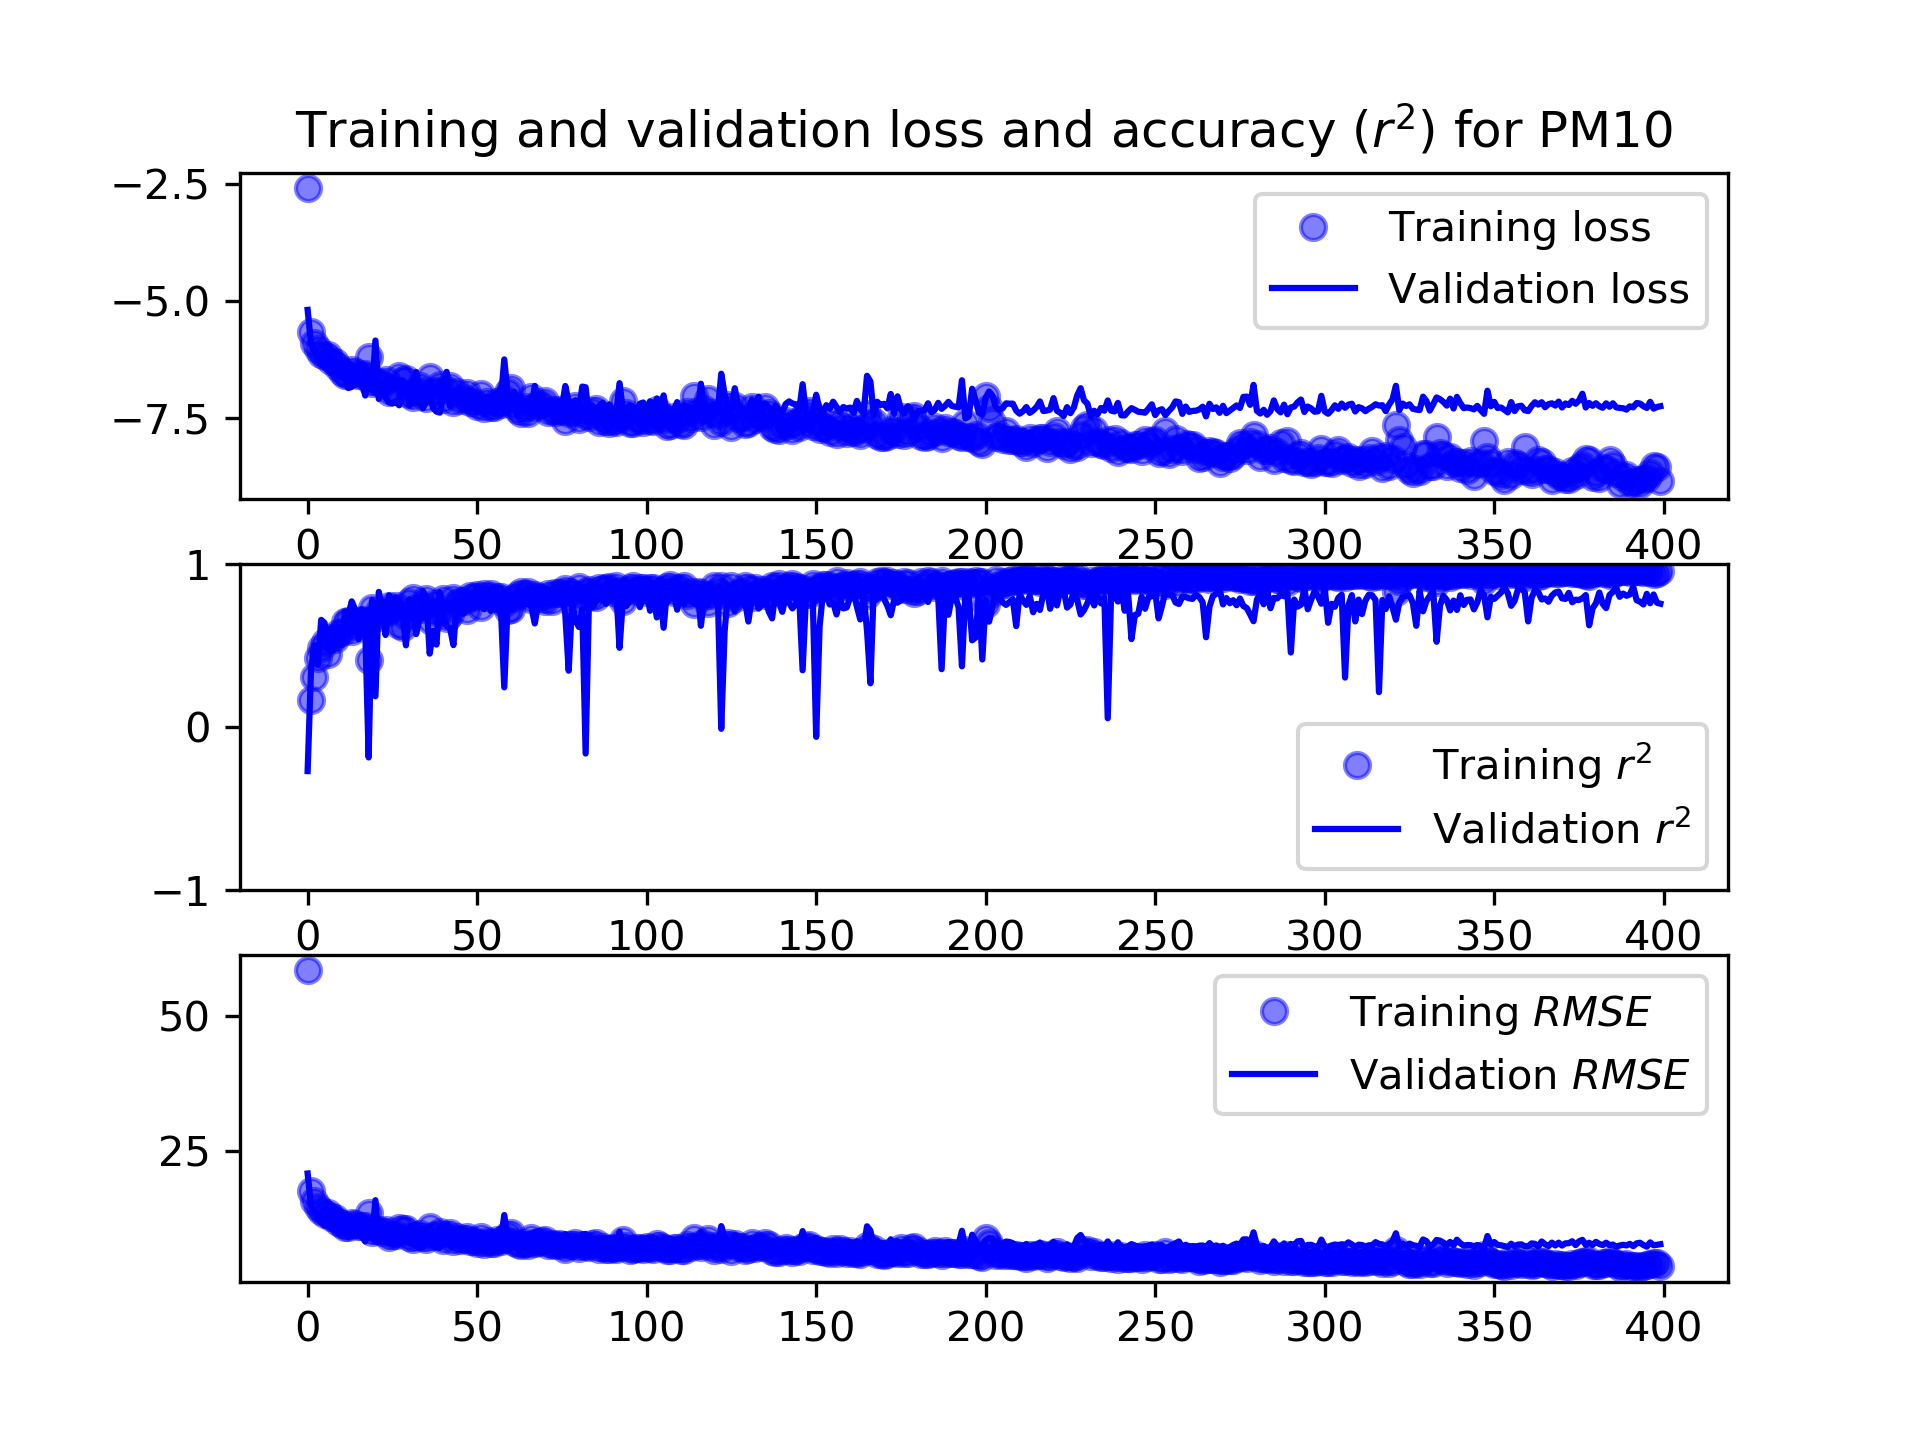 Training and validation loss and accuracy (r²) for PM10
−2.5
−5.0
−7.5
Training loss
Validation loss
0 50 100 150 200 250 300 350 400
1
0
−1
Training r²
Validation r²
0 50 100 150 200 250 300 350 400
50
25
Training RMSE
Validation RMSE
0 50 100 150 200 250 300 350 400